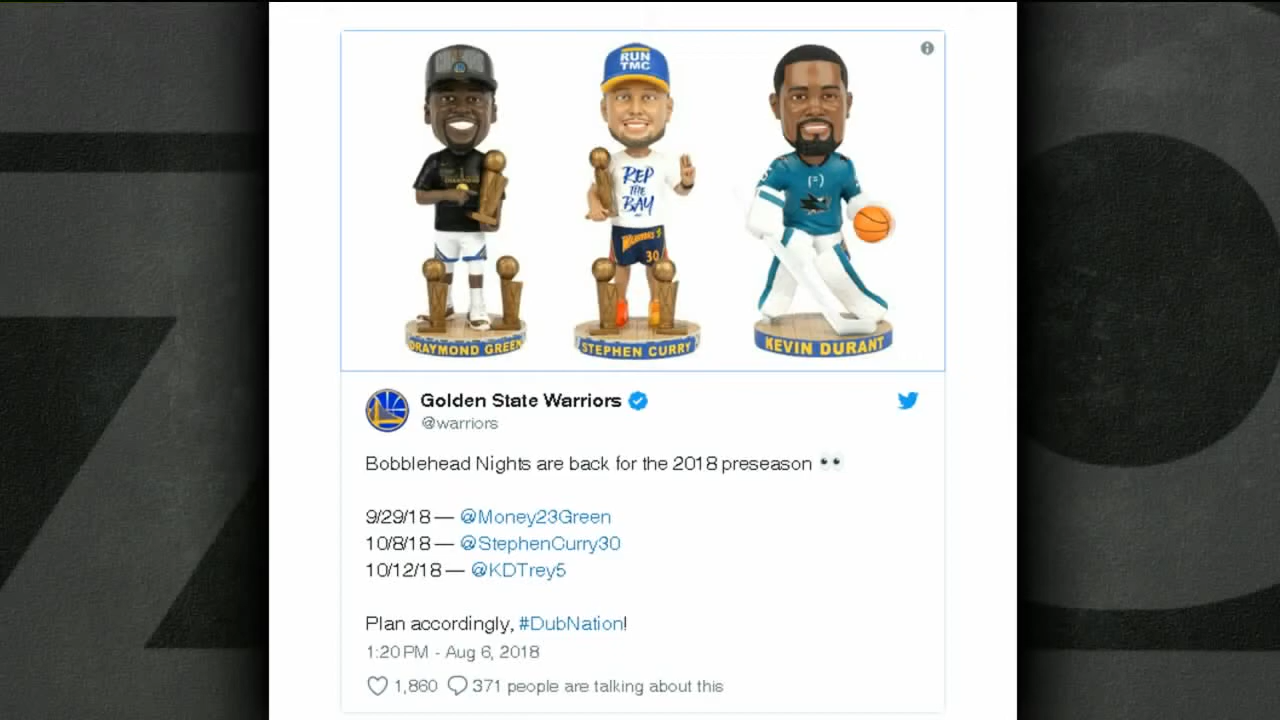 RUN
TMC
REP
THE
BAY
WARRIORS
30
DRAYMOND GREEN
STEPHEN CURRY
KEVIN DURANT
Golden State Warriors
@warriors
Bobblehead Nights are back for the 2018 preseason 👀
9/29/18 — @Money23Green
10/8/18 — @StephenCurry30
10/12/18 — @KDTrey5
Plan accordingly, #DubNation!
1:20 PM - Aug 6, 2018
1,860 371 people are talking about this